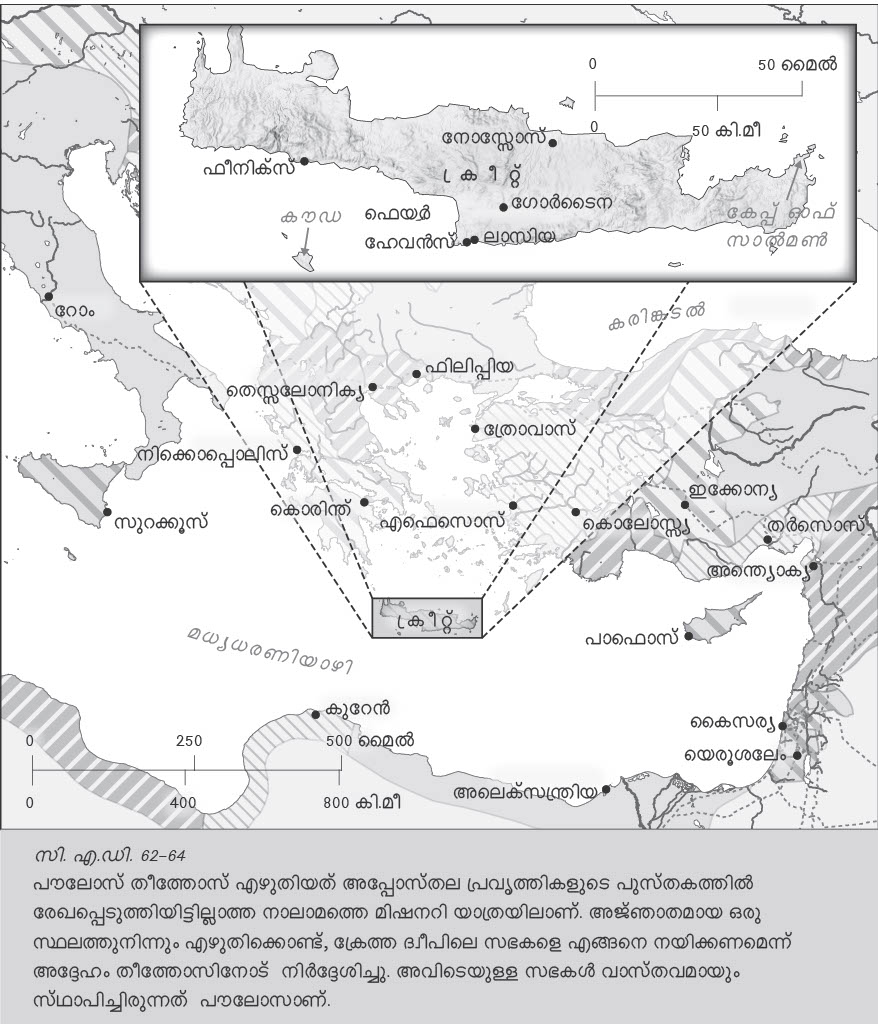 0 50 മൈൽ
0 50 കി.മീ
നോസ്സോസ്
ക്രീറ്റ്
ഫീനിക്സ്
ഗോർടൈന
കൗഡ
ഫെയർ
ഹേവൻസ്
ലാസിയ
കേപ്പ് ഓഫ്
സാൽമൺ
റോം
കരിങ്കടൽ
ഫിലിപ്പിയ
തെസ്സലോനിക്യ
ത്രോവാസ്
നിക്കൊപ്പൊലിസ്
ഇക്കോന്യ
കൊരിന്ത്
എഫെസൊസ്
കൊലോസ്സ്യ
തർസൊസ്
സുറക്കൂസ്
അന്ത്യൊക്യ
ക്രീറ്റ്
പാഫൊസ്
മധ്യധരണിയാഴി
കുറേൻ
കൈസര്യ
0 250 500 മൈൽ
യെരൂശലേം
0 400 800 കി.മീ
അലെക്സന്ത്രിയ
സി. എ.ഡി. 62-64
പൗലോസ് തീത്തോസ് എഴുതിയത് അപ്പോസ്തല പ്രവൃത്തികളുടെ പുസ്തകത്തിൽ
രേഖപ്പെടുത്തിയിട്ടില്ലാത്ത നാലാമത്തെ മിഷനറി യാത്രയിലാണ്. അജ്ഞാതമായ ഒരു
സ്ഥലത്തുനിന്നും എഴുതിക്കൊണ്ട്, ക്രേത്ത ദ്വീപിലെ സഭകളെ എങ്ങനെ നയിക്കണമെന്ന്
അദ്ദേഹം തീത്തോസിനോട് നിർദ്ദേശിച്ചു. അവിടെയുള്ള സഭകൾ വാസ്തവമായും
സ്ഥാപിച്ചിരുന്നത് പൗലോസാണ്.